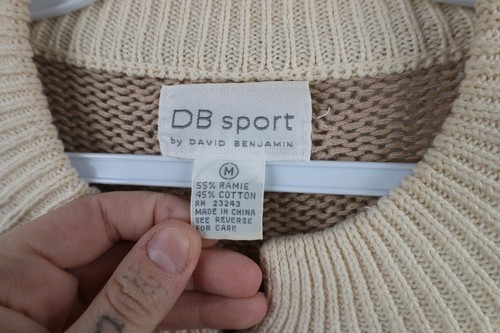 DB sport
by DAVID BENJAMIN
M
55% RAMIE
45% COTTON
RN 23243
MADE IN CHINA
SEE REVERSE
FOR CARE